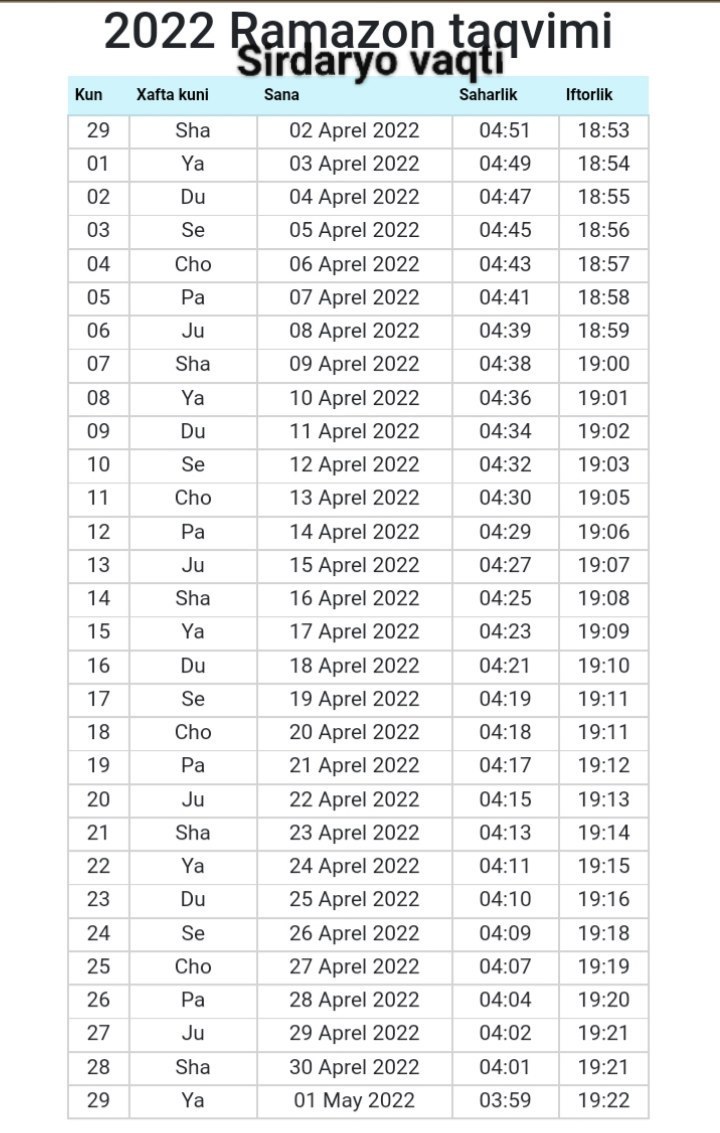 2022 Ramazon taqvimi
Sirdaryo vaqti
Kun Xafta kuni Sana Saharlik Iftorlik
29 Sha 02 Aprel 2022 04:51 18:53
01 Ya 03 Aprel 2022 04:49 18:54
02 Du 04 Aprel 2022 04:47 18:55
03 Se 05 Aprel 2022 04:45 18:56
04 Cho 06 Aprel 2022 04:43 18:57
05 Pa 07 Aprel 2022 04:41 18:58
06 Ju 08 Aprel 2022 04:39 18:59
07 Sha 09 Aprel 2022 04:38 19:00
08 Ya 10 Aprel 2022 04:36 19:01
09 Du 11 Aprel 2022 04:34 19:02
10 Se 12 Aprel 2022 04:32 19:03
11 Cho 13 Aprel 2022 04:30 19:05
12 Pa 14 Aprel 2022 04:29 19:06
13 Ju 15 Aprel 2022 04:27 19:07
14 Sha 16 Aprel 2022 04:25 19:08
15 Ya 17 Aprel 2022 04:23 19:09
16 Du 18 Aprel 2022 04:21 19:10
17 Se 19 Aprel 2022 04:19 19:11
18 Cho 20 Aprel 2022 04:18 19:11
19 Pa 21 Aprel 2022 04:17 19:12
20 Ju 22 Aprel 2022 04:15 19:13
21 Sha 23 Aprel 2022 04:13 19:14
22 Ya 24 Aprel 2022 04:11 19:15
23 Du 25 Aprel 2022 04:10 19:16
24 Se 26 Aprel 2022 04:09 19:18
25 Cho 27 Aprel 2022 04:07 19:19
26 Pa 28 Aprel 2022 04:04 19:20
27 Ju 29 Aprel 2022 04:02 19:21
28 Sha 30 Aprel 2022 04:01 19:21
29 Ya 01 May 2022 03:59 19:22